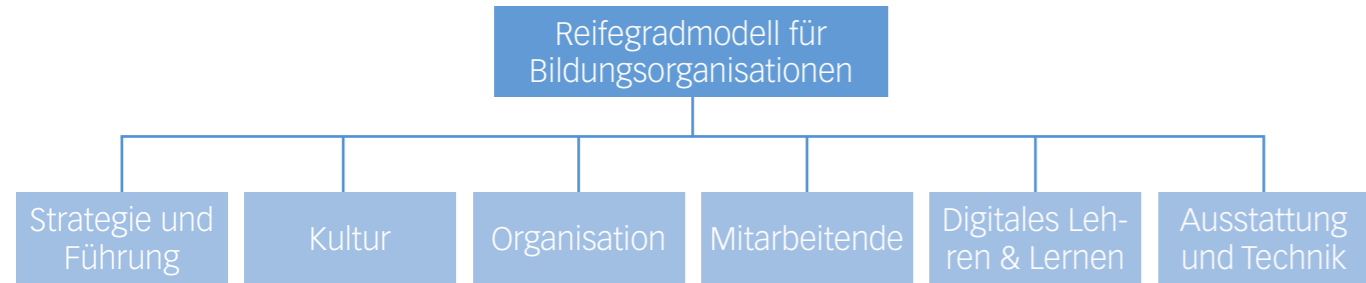 Reifegradmodell für
Bildungsorganisationen
Strategie und
Führung
Kultur
Organisation
Mitarbeitende
Digitales Leh-
ren & Lernen
Ausstattung
und Technik